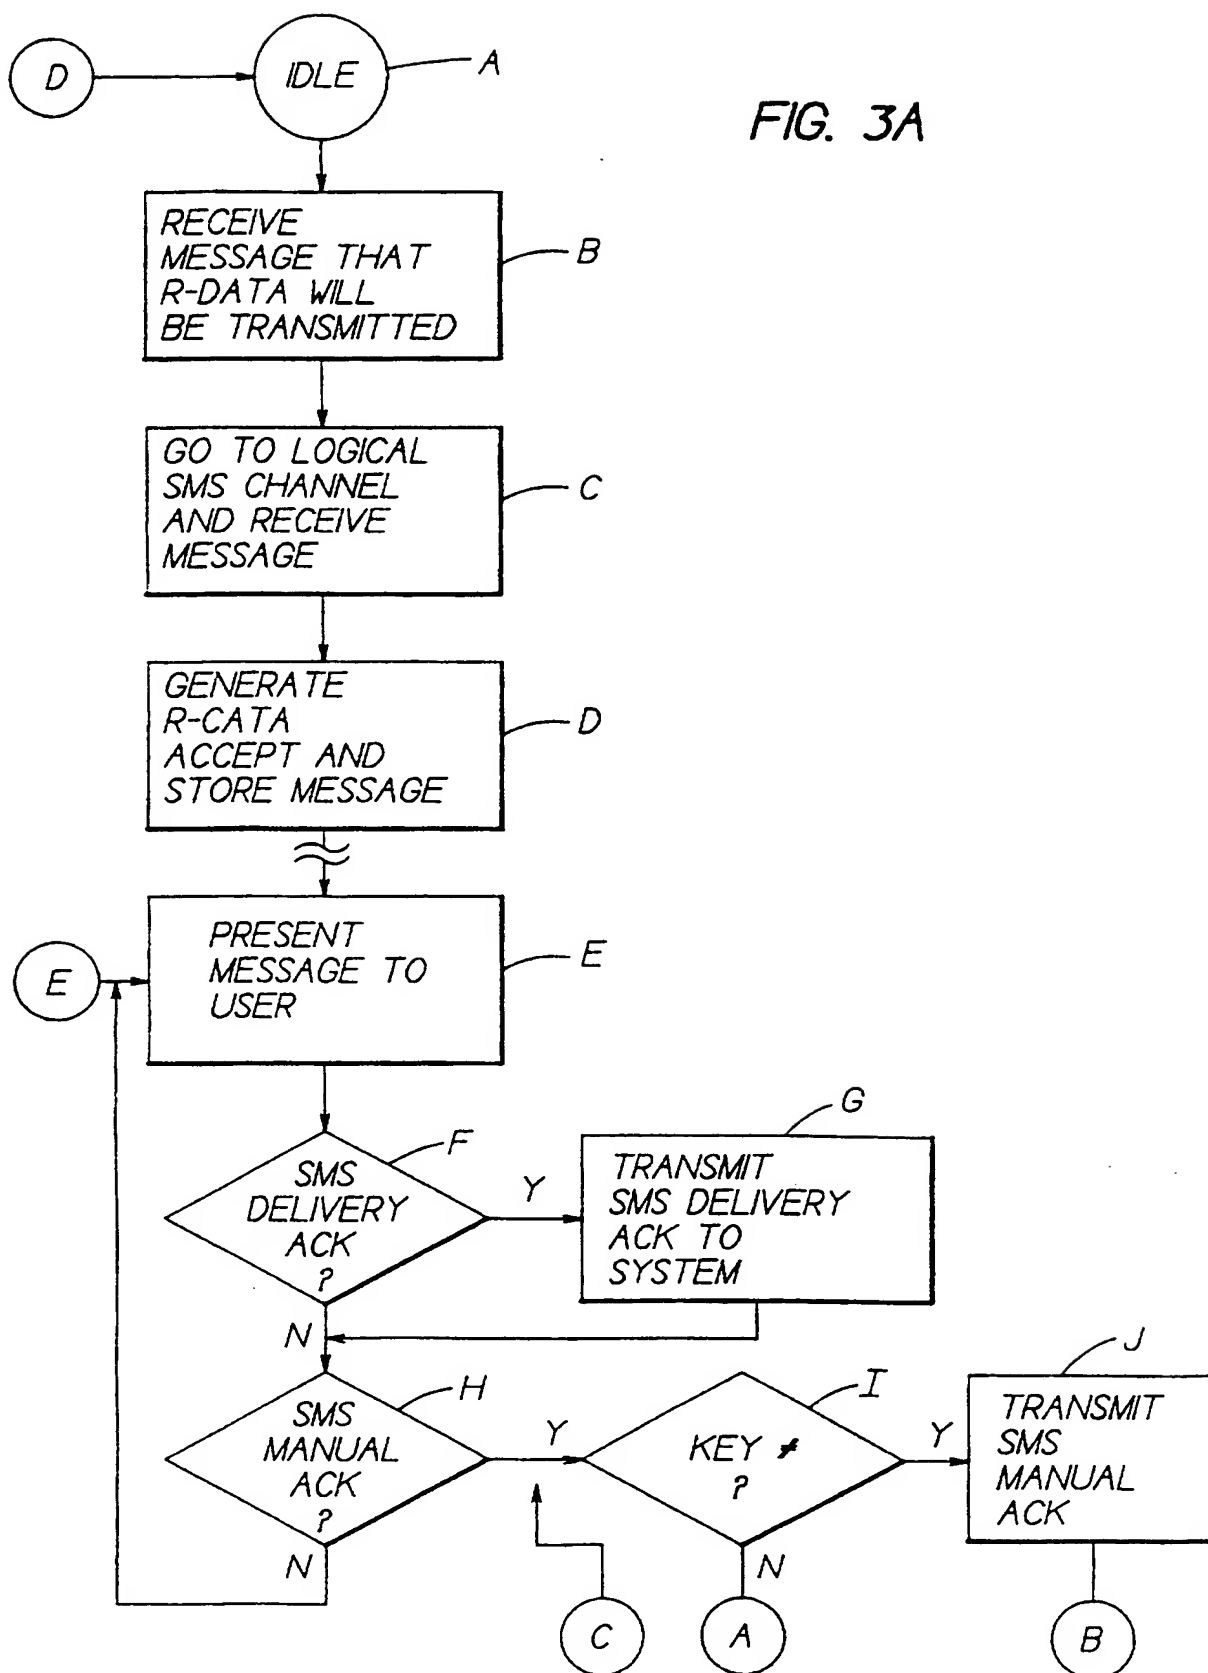 D
IDLE
A
FIG. 3A
RECEIVE
MESSAGE THAT
R-DATA WILL
BE TRANSMITTED
B
GO TO LOGICAL
SMS CHANNEL
AND RECEIVE
MESSAGE
C
GENERATE
R-CATA
ACCEPT AND
STORE MESSAGE
D
E
PRESENT
MESSAGE TO
USER
E
SMS
DELIVERY
ACK
?
F
Y
N
TRANSMIT
SMS DELIVERY
ACK TO
SYSTEM
G
SMS
MANUAL
ACK
?
H
Y
N
KEY #
?
I
Y
N
TRANSMIT
SMS
MANUAL
ACK
J
C
A
B